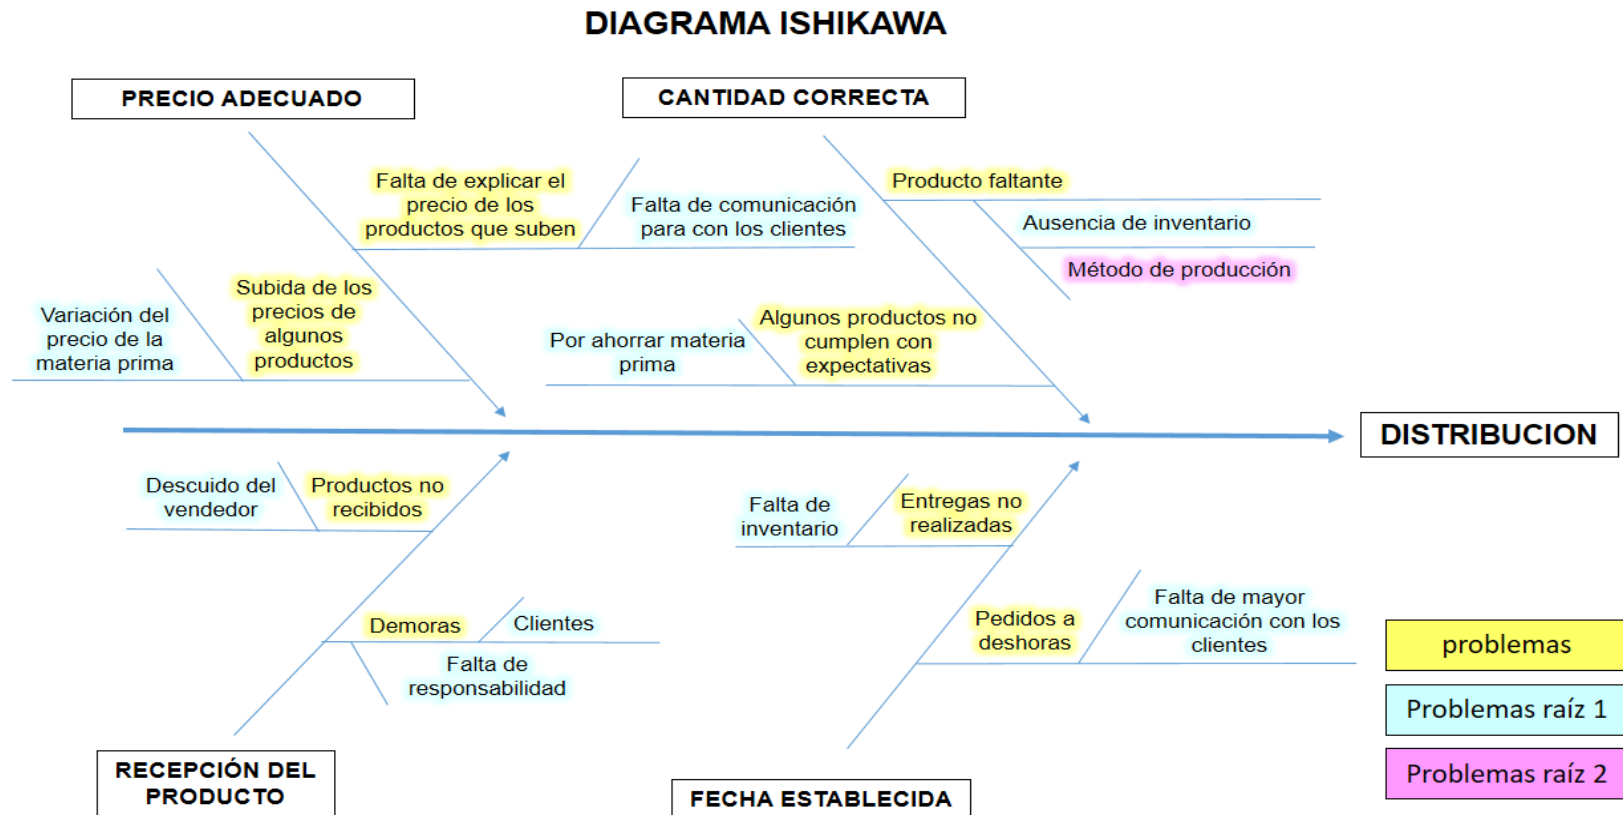 DIAGRAMA ISHIKAWA
PRECIO ADECUADO
CANTIDAD CORRECTA
Falta de explicar el
precio de los
productos que suben
Falta de comunicación
para con los clientes
Producto faltante
Ausencia de inventario
Método de producción
Variación del
precio de la
materia prima
Subida de los
precios de
algunos
productos
Por ahorrar materia
prima
Algunos productos no
cumplen con
expectativas
DISTRIBUCION
Descuido del
vendedor
Productos no
recibidos
Falta de
inventario
Entregas no
realizadas
Demoras
Clientes
Falta de
responsabilidad
Pedidos a
deshoras
Falta de mayor
comunicación con los
clientes
RECEPCIÓN DEL
PRODUCTO
FECHA ESTABLECIDA
problemas
Problemas raíz 1
Problemas raíz 2